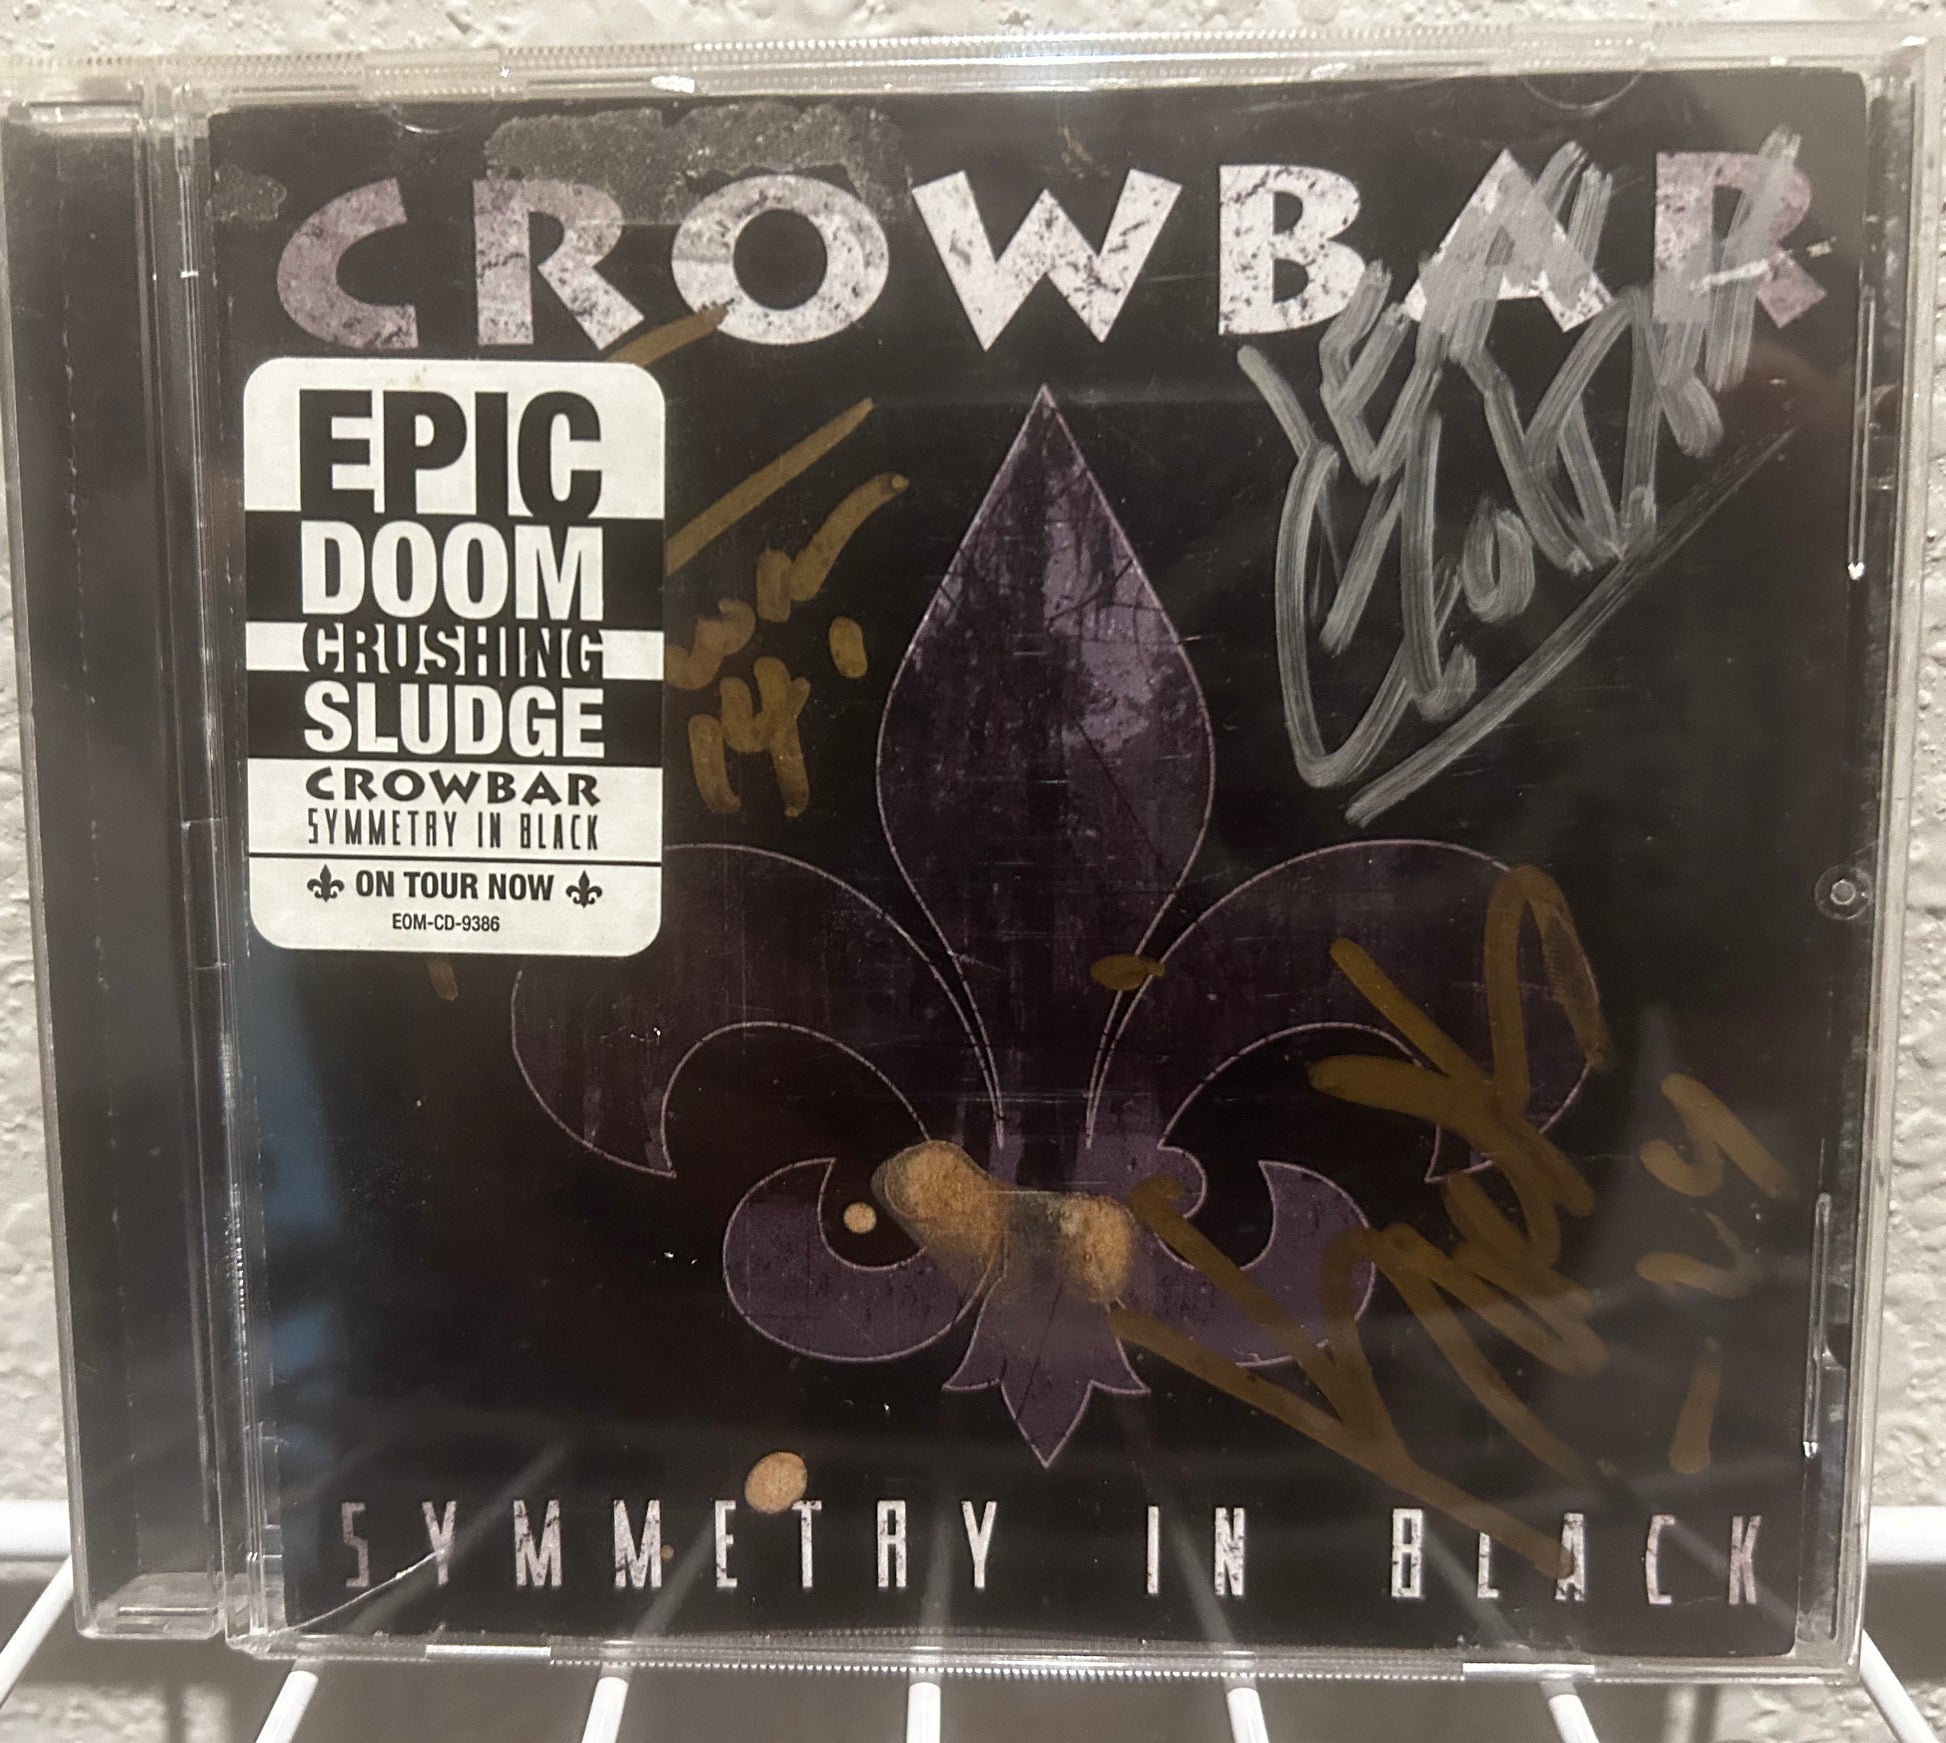 CROWBAR
EPIC
DOOM
CRUSHING
SLUDGE
CROWBAR
SYMMETRY IN BLACK
ON TOUR NOW
EOM-CD-9386
SYMMETRY IN BLACK